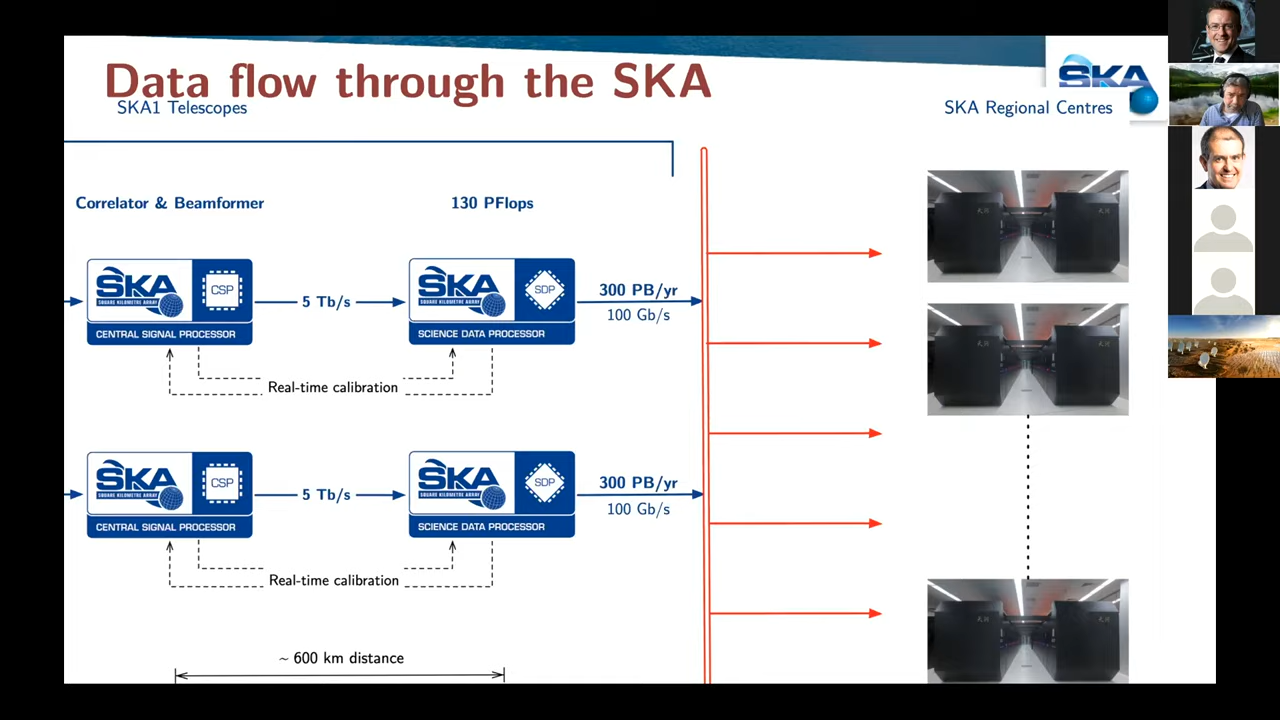 Data flow through the SKA
SKA1 Telescopes
SKA Regional Centres
SKA
Correlator & Beamformer
130 PFlops
SKA
SQUARE KILOMETRE ARRAY
CSP
CENTRAL SIGNAL PROCESSOR
5 Tb/s
SKA
SQUARE KILOMETRE ARRAY
SDP
SCIENCE DATA PROCESSOR
300 PB/yr
100 Gb/s
Real-time calibration
SKA
SQUARE KILOMETRE ARRAY
CSP
CENTRAL SIGNAL PROCESSOR
5 Tb/s
SKA
SQUARE KILOMETRE ARRAY
SDP
SCIENCE DATA PROCESSOR
300 PB/yr
100 Gb/s
Real-time calibration
~ 600 km distance